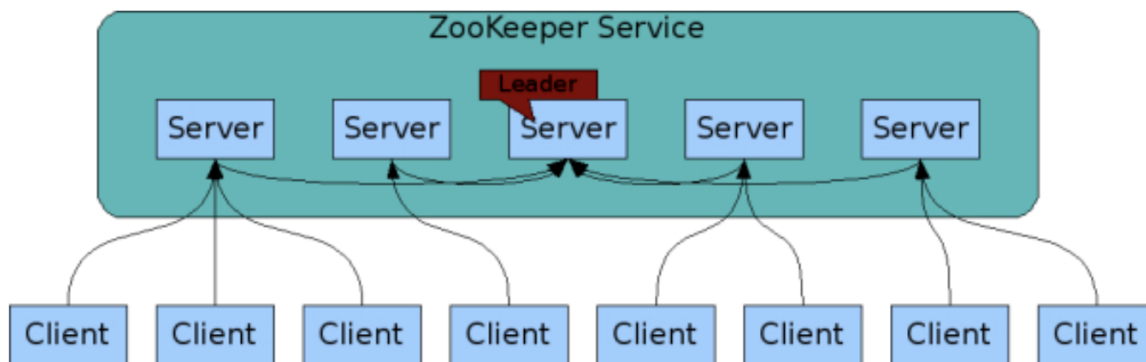 ZooKeeper Service
Leader
Server Server Server Server Server
Client Client Client Client Client Client Client Client